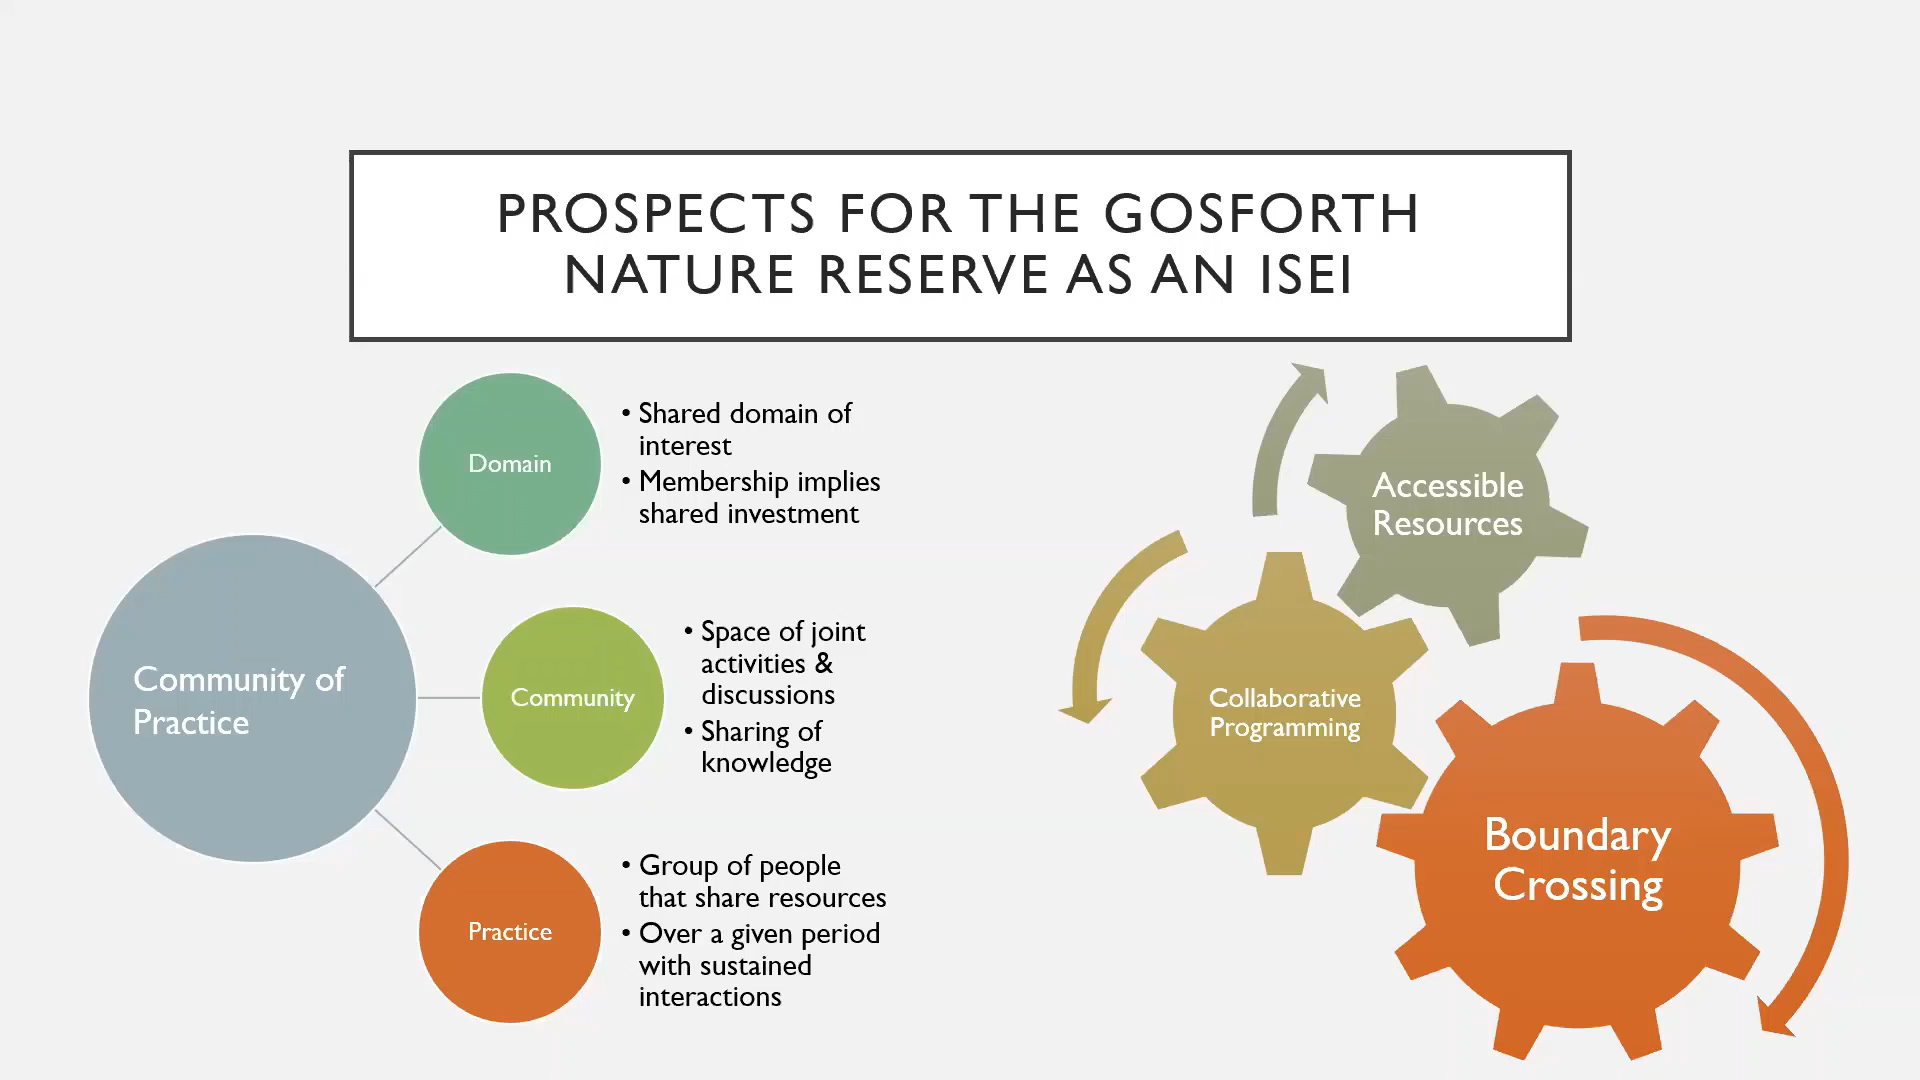 PROSPECTS FOR THE GOSFORTH
NATURE RESERVE AS AN ISEI
Community of
Practice
Domain
• Shared domain of
interest
• Membership implies
shared investment
Community
• Space of joint
activities &
discussions
• Sharing of
knowledge
Practice
• Group of people
that share resources
• Over a given period
with sustained
interactions
Accessible
Resources
Collaborative
Programming
Boundary
Crossing